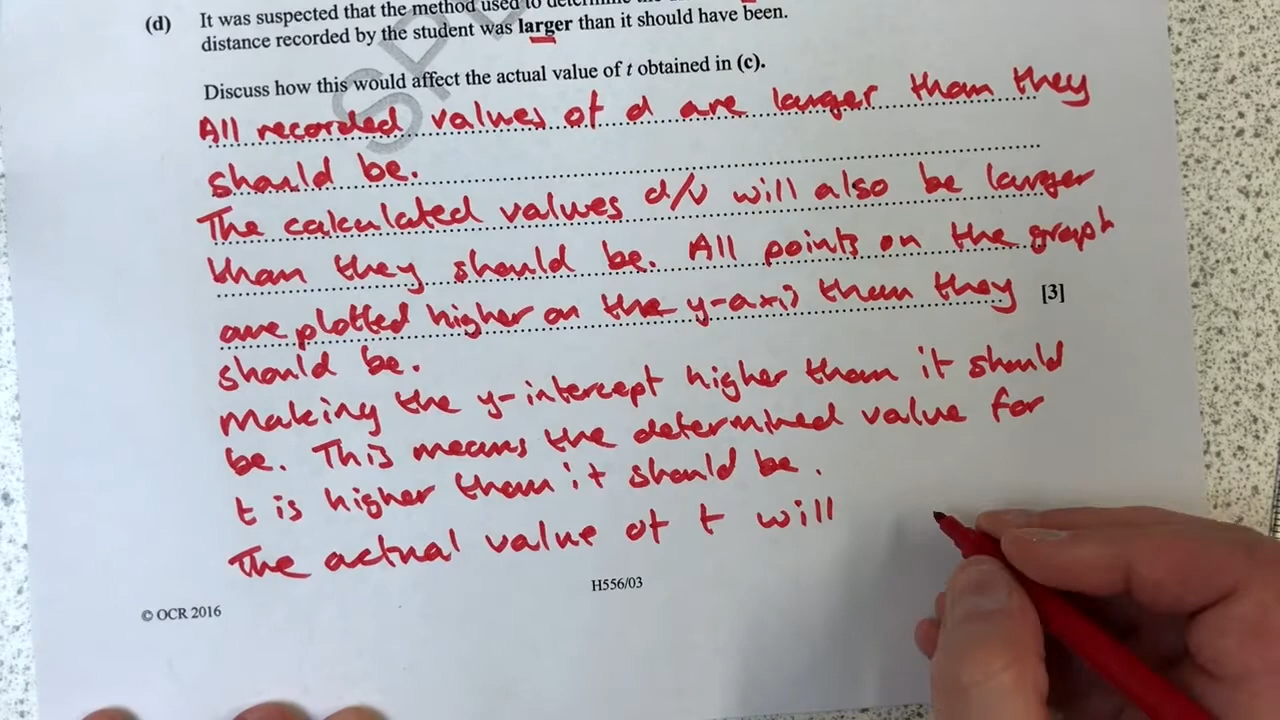 (d) It was suspected that the method used to determine the
distance recorded by the student was larger than it should have been.
Discuss how this would affect the actual value of t obtained in (c).
All recorded values of d are larger than they
should be.
The calculated values d/v will also be larger
than they should be. All points on the graph
are plotted higher on the y-axis than they
[3]
should be.
Making the y-intercept higher than it should
be. This means the determined value for
t is higher than it should be.
The actual value of t will
H556/03
© OCR 2016